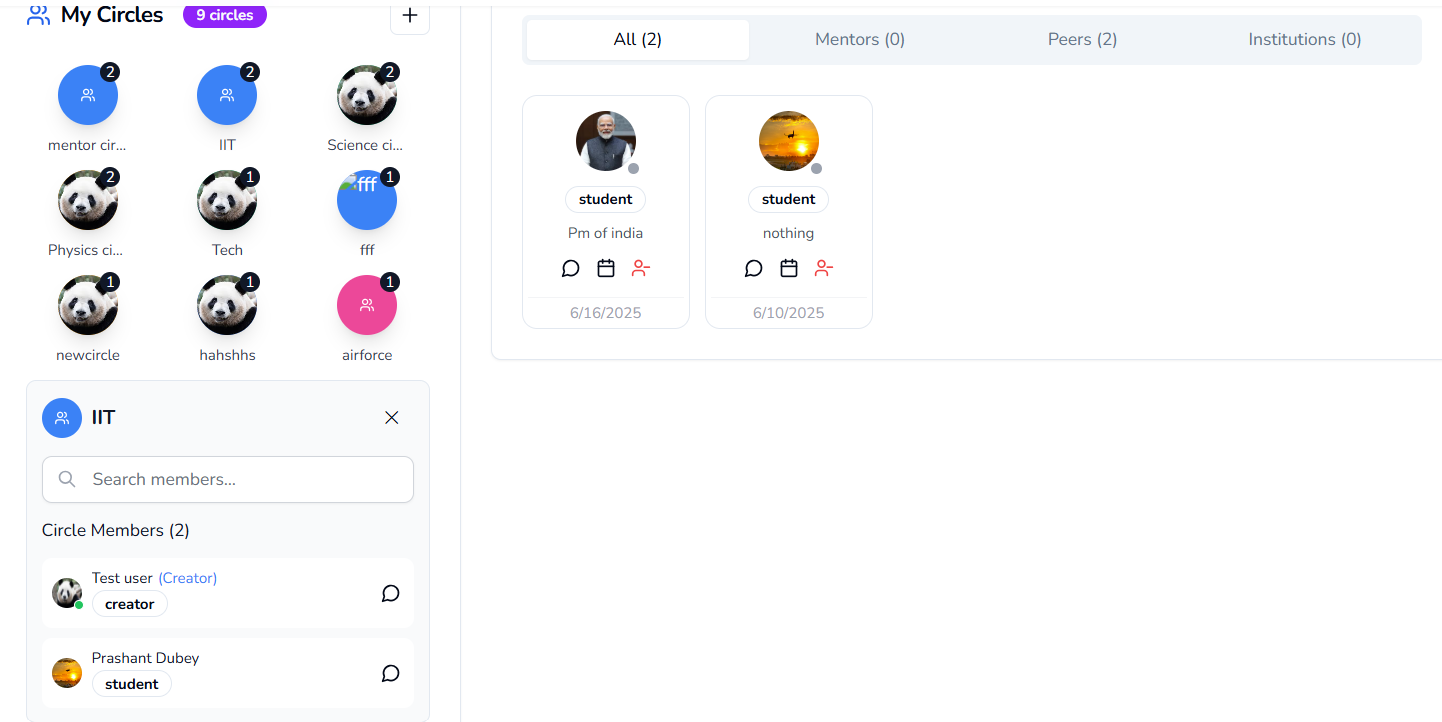 My Circles 9 circles
2
mentor cir...
2
IIT
2
Science ci...
2
Physics ci...
1
Tech
fff
1
fff
1
newcircle
1
hahshhs
1
airforce
IIT
Search members...
Circle Members (2)
Test user (Creator)
creator
Prashant Dubey
student
All (2) Mentors (0) Peers (2) Institutions (0)
student
Pm of india
6/16/2025
student
nothing
6/10/2025